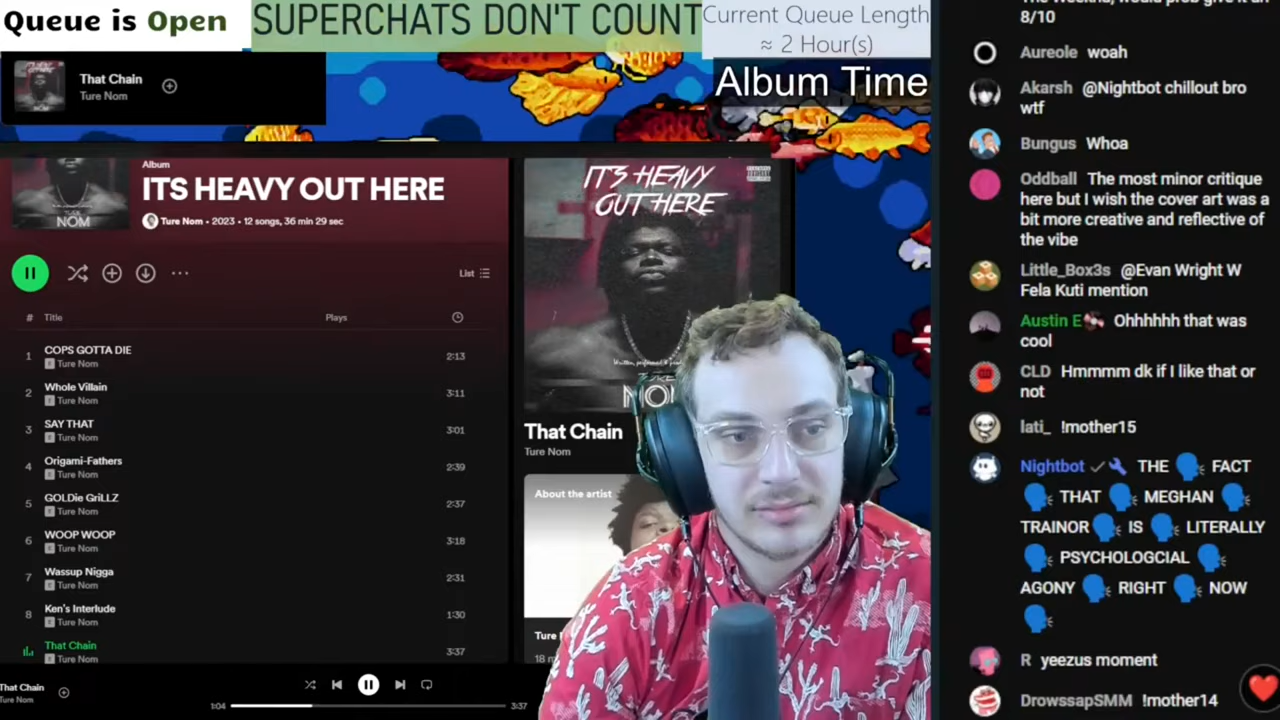 Queue is Open
SUPERCHATS DON'T COUNT
Current Queue Length
≈ 2 Hour(s)
Album Time
That Chain
Ture Nom
Album
ITS HEAVY OUT HERE
Ture Nom • 2023 • 12 songs, 36 min 29 sec
List
# Title Plays
1 COPS GOTTA DIE 2:13
E Ture Nom
2 Whole Villain 3:11
E Ture Nom
3 SAY THAT 3:01
E Ture Nom
4 Origami-Fathers 2:39
E Ture Nom
5 GOLDie GriLLZ 2:37
E Ture Nom
6 WOOP WOOP 3:18
E Ture Nom
7 Wassup Nigga 2:31
E Ture Nom
8 Ken's Interlude 1:30
E Ture Nom
That Chain 3:37
E Ture Nom
NOM
IT'S HEAVY
OUT HERE
That Chain
Ture Nom
About the artist
Ture
18
That Chain
Ture Nom
1:04 3:37
8/10
Aureole woah
Akarsh @Nightbot chillout bro
wtf
Bungus Whoa
Oddball The most minor critique
here but I wish the cover art was a
bit more creative and reflective of
the vibe
Little_Box3s @Evan Wright W
Fela Kuti mention
Austin E Ohhhhhh that was
cool
CLD Hmmmm dk if I like that or
not
lati_ !mother15
Nightbot THE 🗣 FACT
🗣 THAT 🗣 MEGHAN 🗣
TRAINOR 🗣 IS 🗣 LITERALLY
🗣 PSYCHOLOGCIAL 🗣
AGONY 🗣 RIGHT 🗣 NOW
🗣
R yeezus moment
DrowssapSMM !mother14